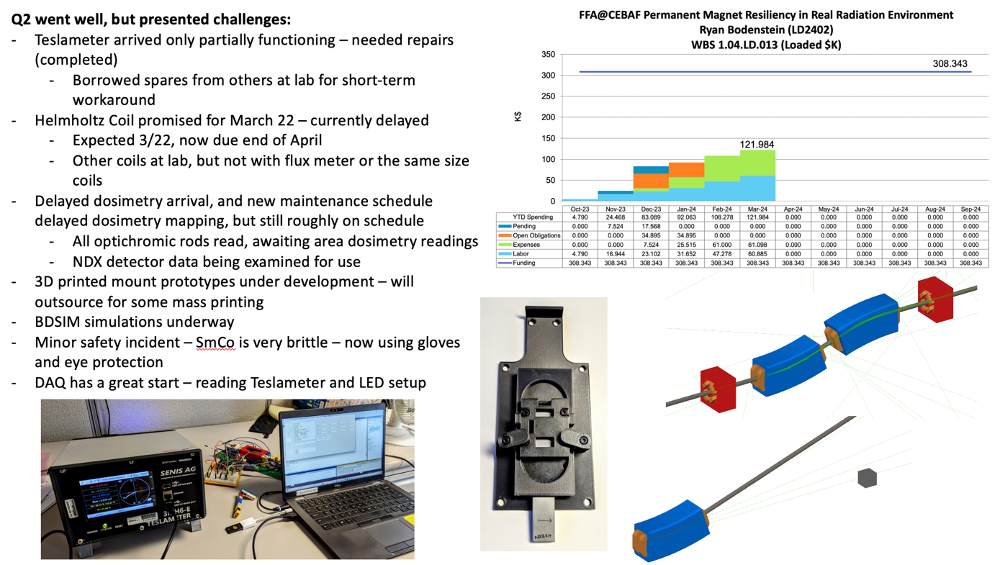 Q2 went well, but presented challenges:
- Teslameter arrived only partially functioning – needed repairs
(completed)
- Borrowed spares from others at lab for short-term
workaround
- Helmholtz Coil promised for March 22 – currently delayed
- Expected 3/22, now due end of April
- Other coils at lab, but not with flux meter or the same size
coils
- Delayed dosimetry arrival, and new maintenance schedule
delayed dosimetry mapping, but still roughly on schedule
- All optichromic rods read, awaiting area dosimetry readings
- NDX detector data being examined for use
- 3D printed mount prototypes under development – will
outsource for some mass printing
- BDSIM simulations underway
- Minor safety incident – SmCo is very brittle – now using gloves
and eye protection
- DAQ has a great start – reading Teslameter and LED setup
FFA@CEBAF Permanent Magnet Resiliency in Real Radiation Environment
Ryan Bodenstein (LD2402)
WBS 1.04.LD.013 (Loaded $K)
350
300
250
200
150
100
50
0
K$
308.343
121.984
Oct-23 Nov-23 Dec-23 Jan-24 Feb-24 Mar-24 Apr-24 May-24 Jun-24 Jul-24 Aug-24 Sep-24
YTD Spending 4.790 24.468 83.089 92.063 108.278 121.984 0.000 0.000 0.000 0.000 0.000 0.000
Pending 0.000 7.524 17.568 0.000 0.000 0.000 0.000 0.000 0.000 0.000 0.000 0.000
Open Obligations 0.000 0.000 34.895 34.895 0.000 0.000 0.000 0.000 0.000 0.000 0.000 0.000
Expenses 0.000 0.000 7.524 25.515 61.000 61.098 0.000 0.000 0.000 0.000 0.000 0.000
Labor 4.790 16.944 23.102 31.652 47.278 60.885 0.000 0.000 0.000 0.000 0.000 0.000
Funding 308.343 308.343 308.343 308.343 308.343 308.343 308.343 308.343 308.343 308.343 308.343 308.343
SENIS AG
TESLAMETER
POWER STATUS RESET
DELL
N52SH